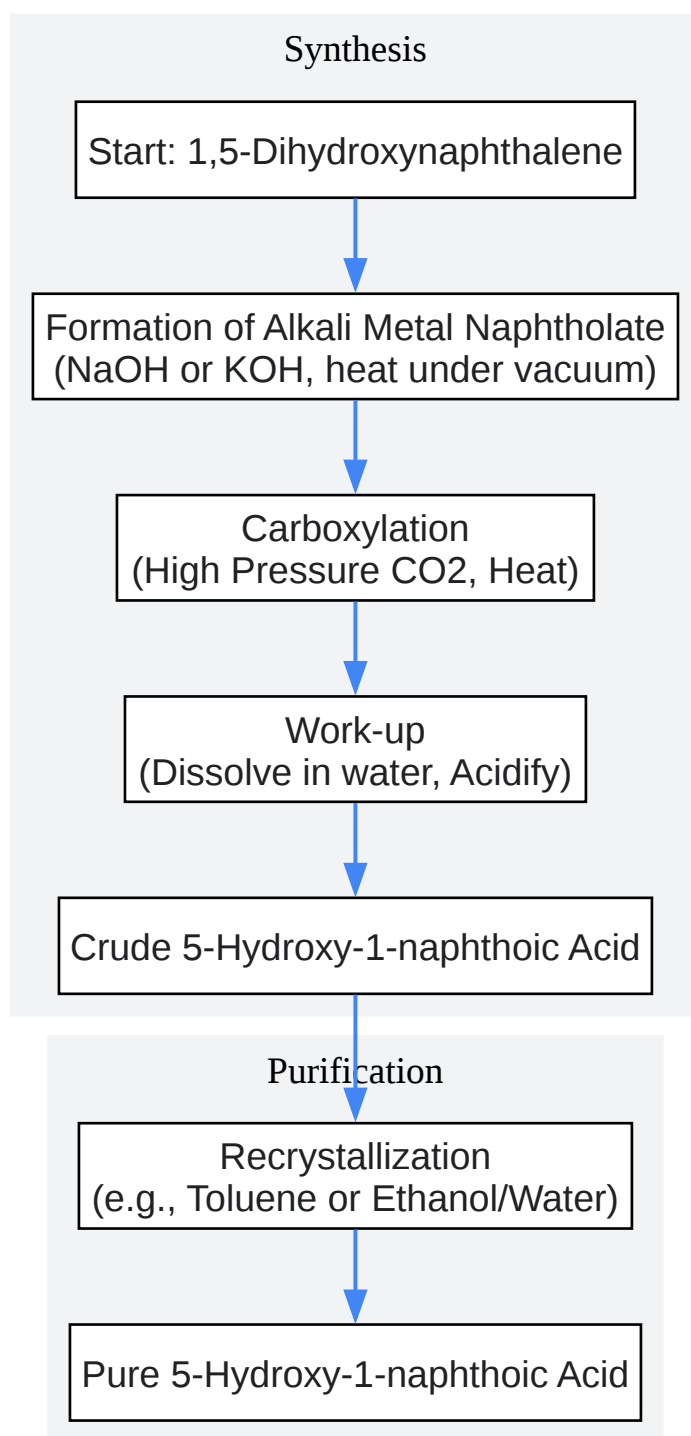 Synthesis
Start: 1,5-Dihydroxynaphthalene
Formation of Alkali Metal Naphtholate
(NaOH or KOH, heat under vacuum)
Carboxylation
(High Pressure CO2, Heat)
Work-up
(Dissolve in water, Acidify)
Crude 5-Hydroxy-1-naphthoic Acid
Purification
Recrystallization
(e.g., Toluene or Ethanol/Water)
Pure 5-Hydroxy-1-naphthoic Acid